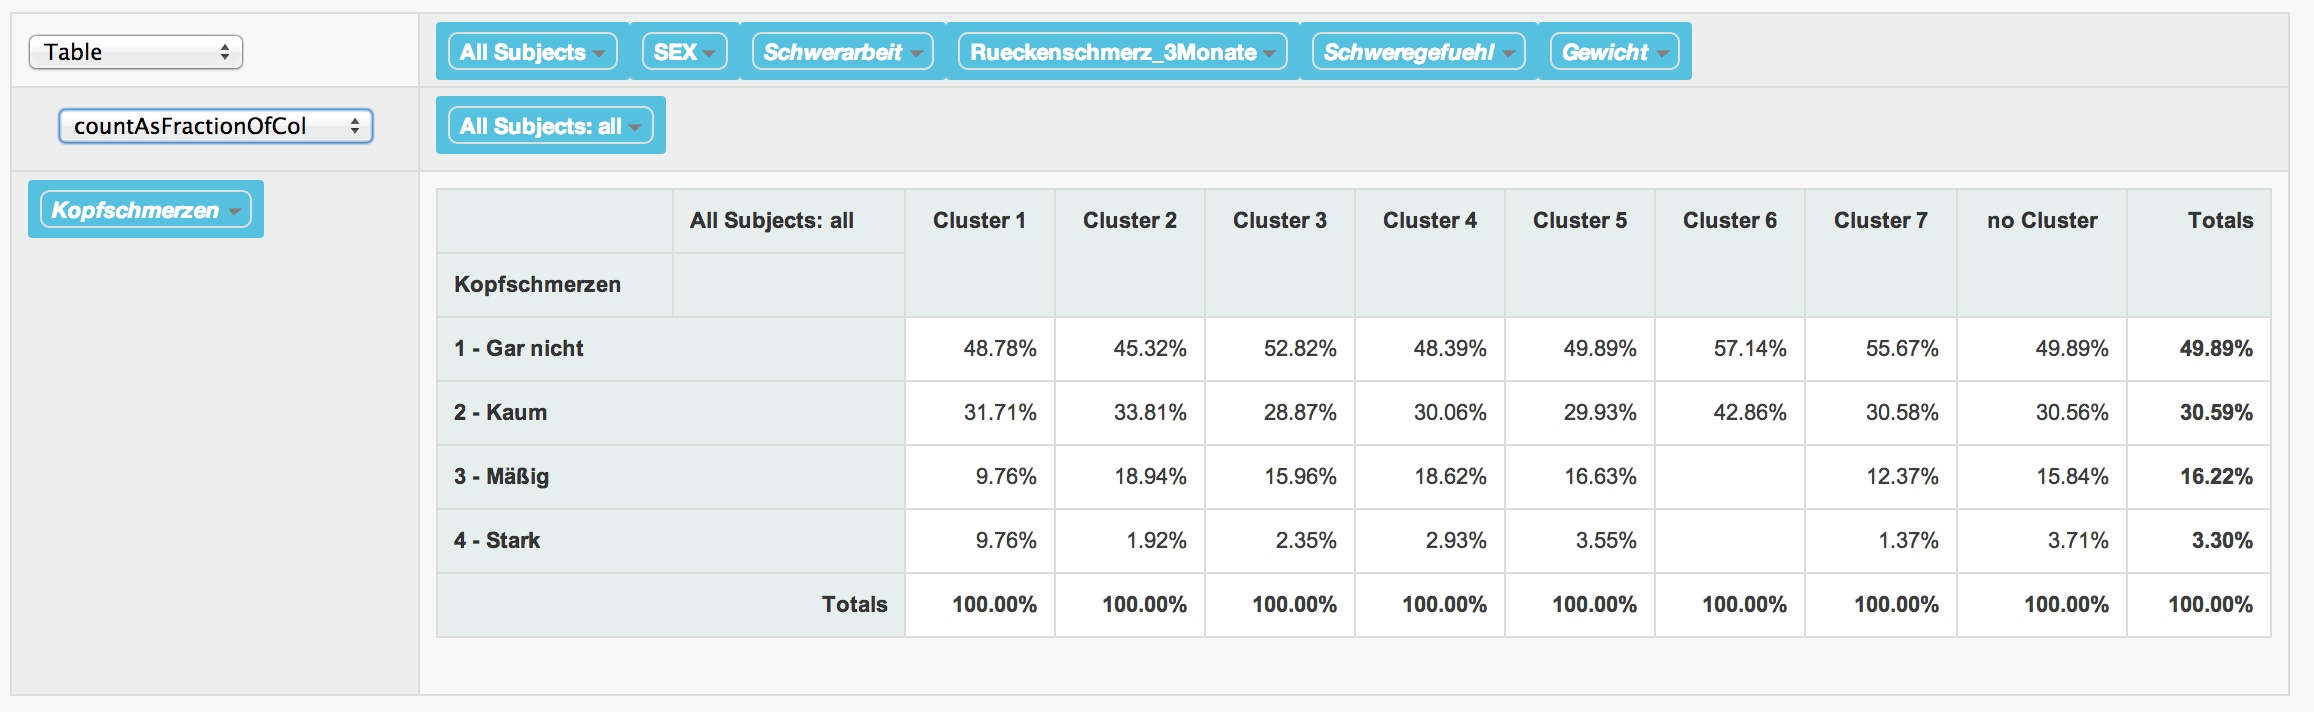 Table All Subjects SEX Schwerarbeit Rueckenschmerz_3Monate Schweregefuehl Gewicht
countAsFractionOfCol All Subjects: all
Kopfschmerzen
All Subjects: all Cluster 1 Cluster 2 Cluster 3 Cluster 4 Cluster 5 Cluster 6 Cluster 7 no Cluster Totals
Kopfschmerzen
1 - Gar nicht 48.78% 45.32% 52.82% 48.39% 49.89% 57.14% 55.67% 49.89% 49.89%
2 - Kaum 31.71% 33.81% 28.87% 30.06% 29.93% 42.86% 30.58% 30.56% 30.59%
3 - Mäßig 9.76% 18.94% 15.96% 18.62% 16.63% 12.37% 15.84% 16.22%
4 - Stark 9.76% 1.92% 2.35% 2.93% 3.55% 1.37% 3.71% 3.30%
Totals 100.00% 100.00% 100.00% 100.00% 100.00% 100.00% 100.00% 100.00% 100.00%